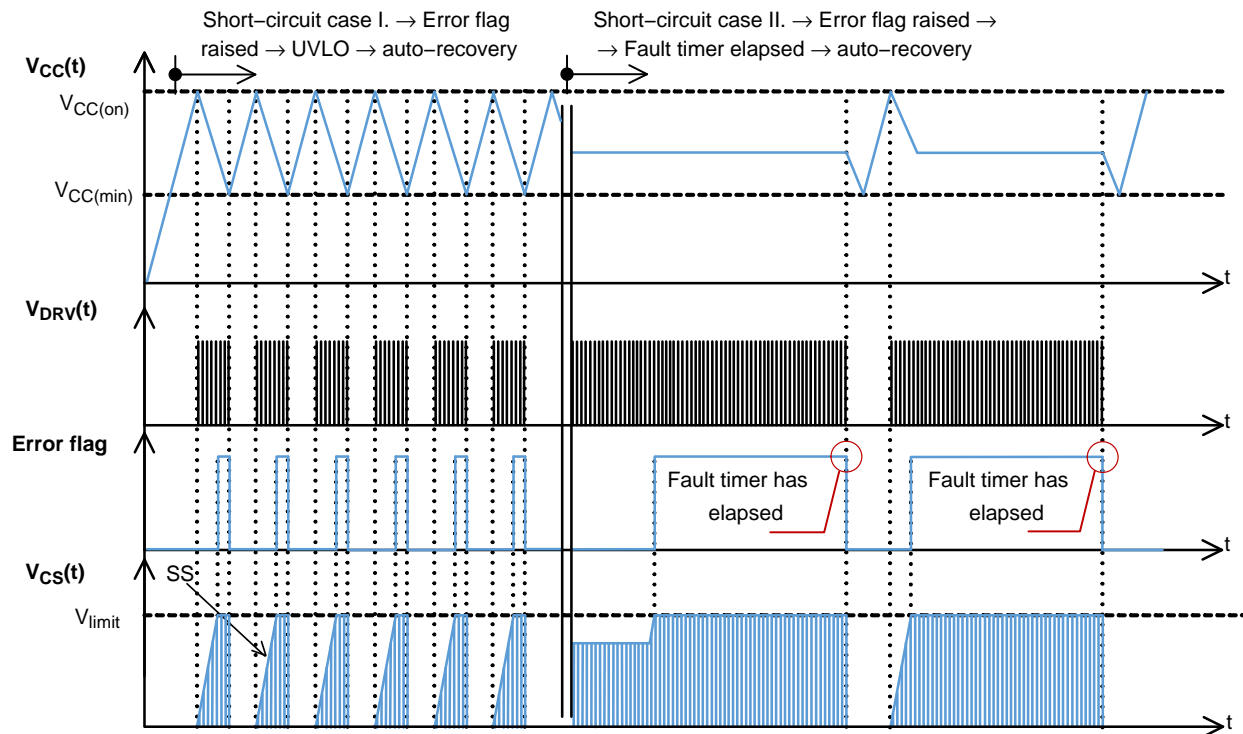 Short−circuit case I. → Error flag
raised → UVLO → auto−recovery
Short−circuit case II. → Error flag raised →
→ Fault timer elapsed → auto−recovery
VCC(t)
VCC(on)
VCC(min)
t
VDRV(t)
t
Error flag
Fault timer has
elapsed
Fault timer has
elapsed
t
VCS(t)
SS
Vlimit
t